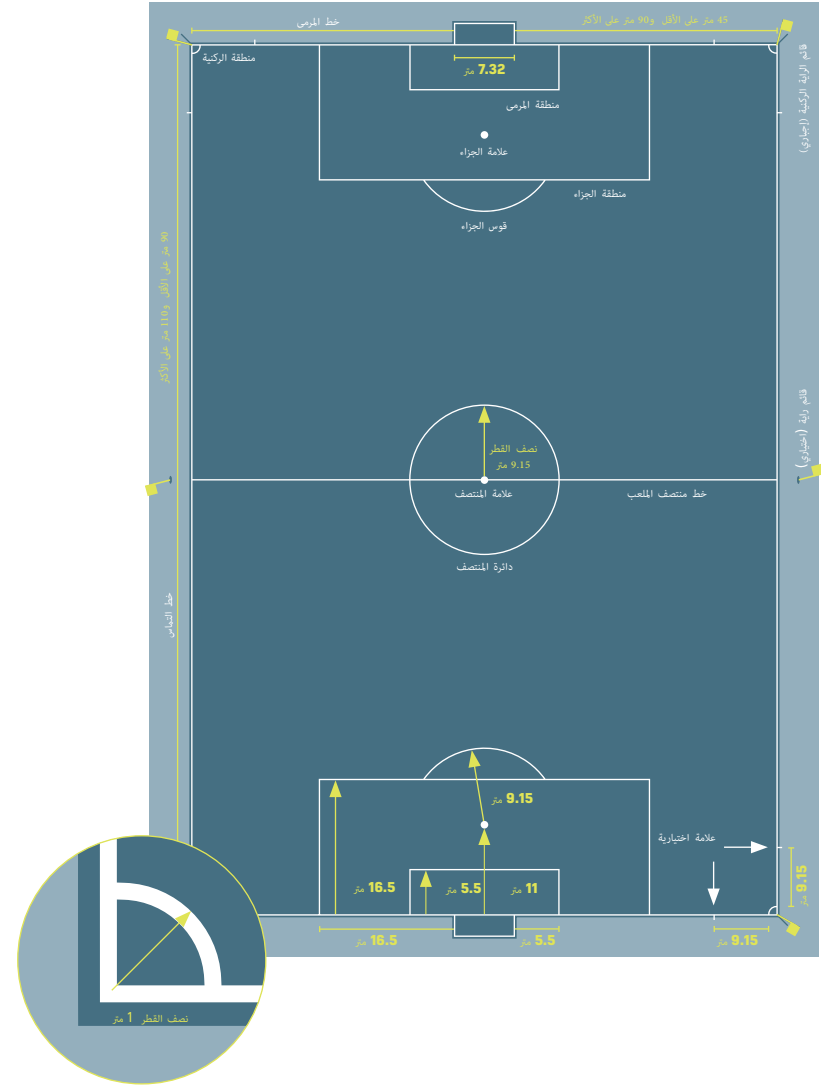 خط المرمى
45 متر على الأقل و90 متر على الأكثر
منطقة الركنية
قائم الراية الركنية (إجباري)
7.32 متر
منطقة المرمى
علامة الجزاء
منطقة الجزاء
قوس الجزاء
90 متر على الأقل و110 متر على الأكثر
قائم راية (اختياري)
نصف القطر
9.15 متر
علامة المنتصف
خط منتصف الملعب
دائرة المنتصف
خط التماس
9.15 متر
علامة اختيارية
16.5 متر
5.5 متر
11 متر
9.15 متر
16.5 متر
5.5 متر
9.15 متر
نصف القطر 1 متر